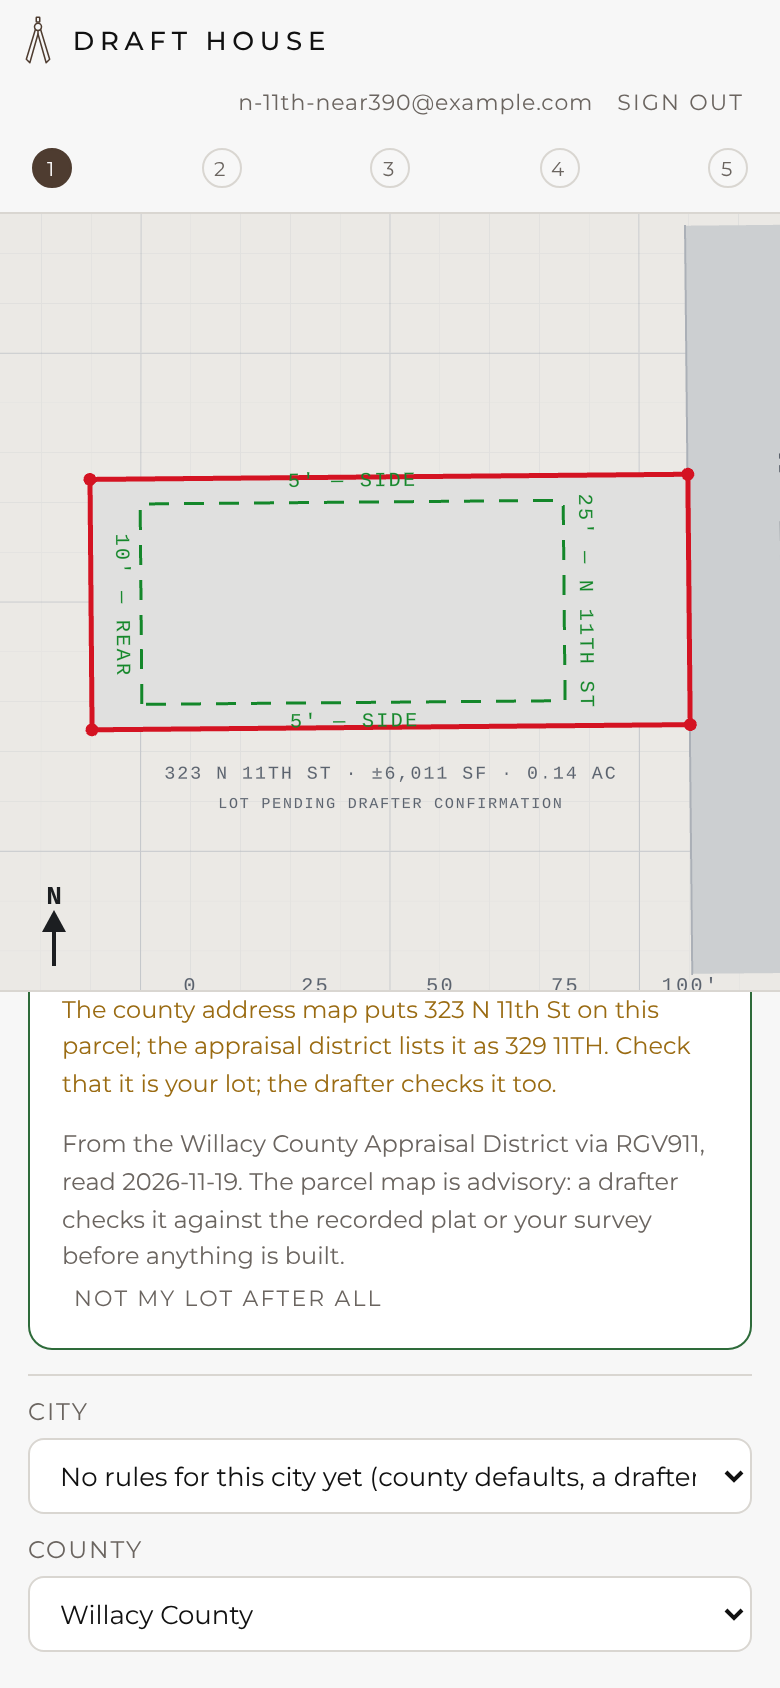 DRAFT HOUSE
n-11th-near390@example.com SIGN OUT
1 2 3 4 5
5' — SIDE
10' — REAR
25' — N 11TH ST
5' — SIDE
323 N 11TH ST · ±6,011 SF · 0.14 AC
LOT PENDING DRAFTER CONFIRMATION
N
0 25 50 75 100'
The county address map puts 323 N 11th St on this
parcel; the appraisal district lists it as 329 11TH. Check
that it is your lot; the drafter checks it too.
From the Willacy County Appraisal District via RGV911,
read 2026-11-19. The parcel map is advisory: a drafter
checks it against the recorded plat or your survey
before anything is built.
NOT MY LOT AFTER ALL
CITY
No rules for this city yet (county defaults, a drafter
COUNTY
Willacy County